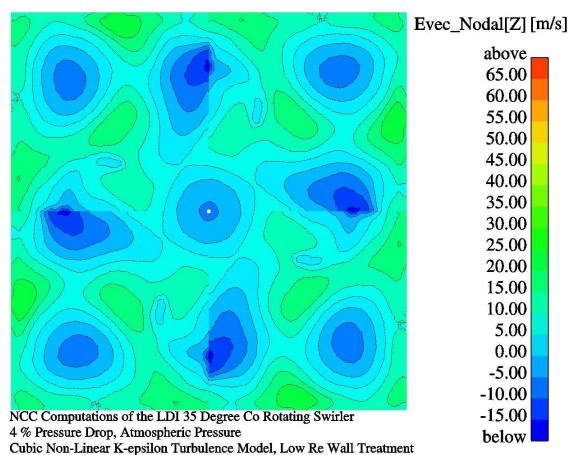 Evec_Nodal[Z] [m/s]
above
65.00
60.00
55.00
50.00
45.00
40.00
35.00
30.00
25.00
20.00
15.00
10.00
5.00
0.00
-5.00
-10.00
-15.00
below
NCC Computations of the LDI 35 Degree Co Rotating Swirler
4 % Pressure Drop, Atmospheric Pressure
Cubic Non-Linear K-epsilon Turbulence Model, Low Re Wall Treatment